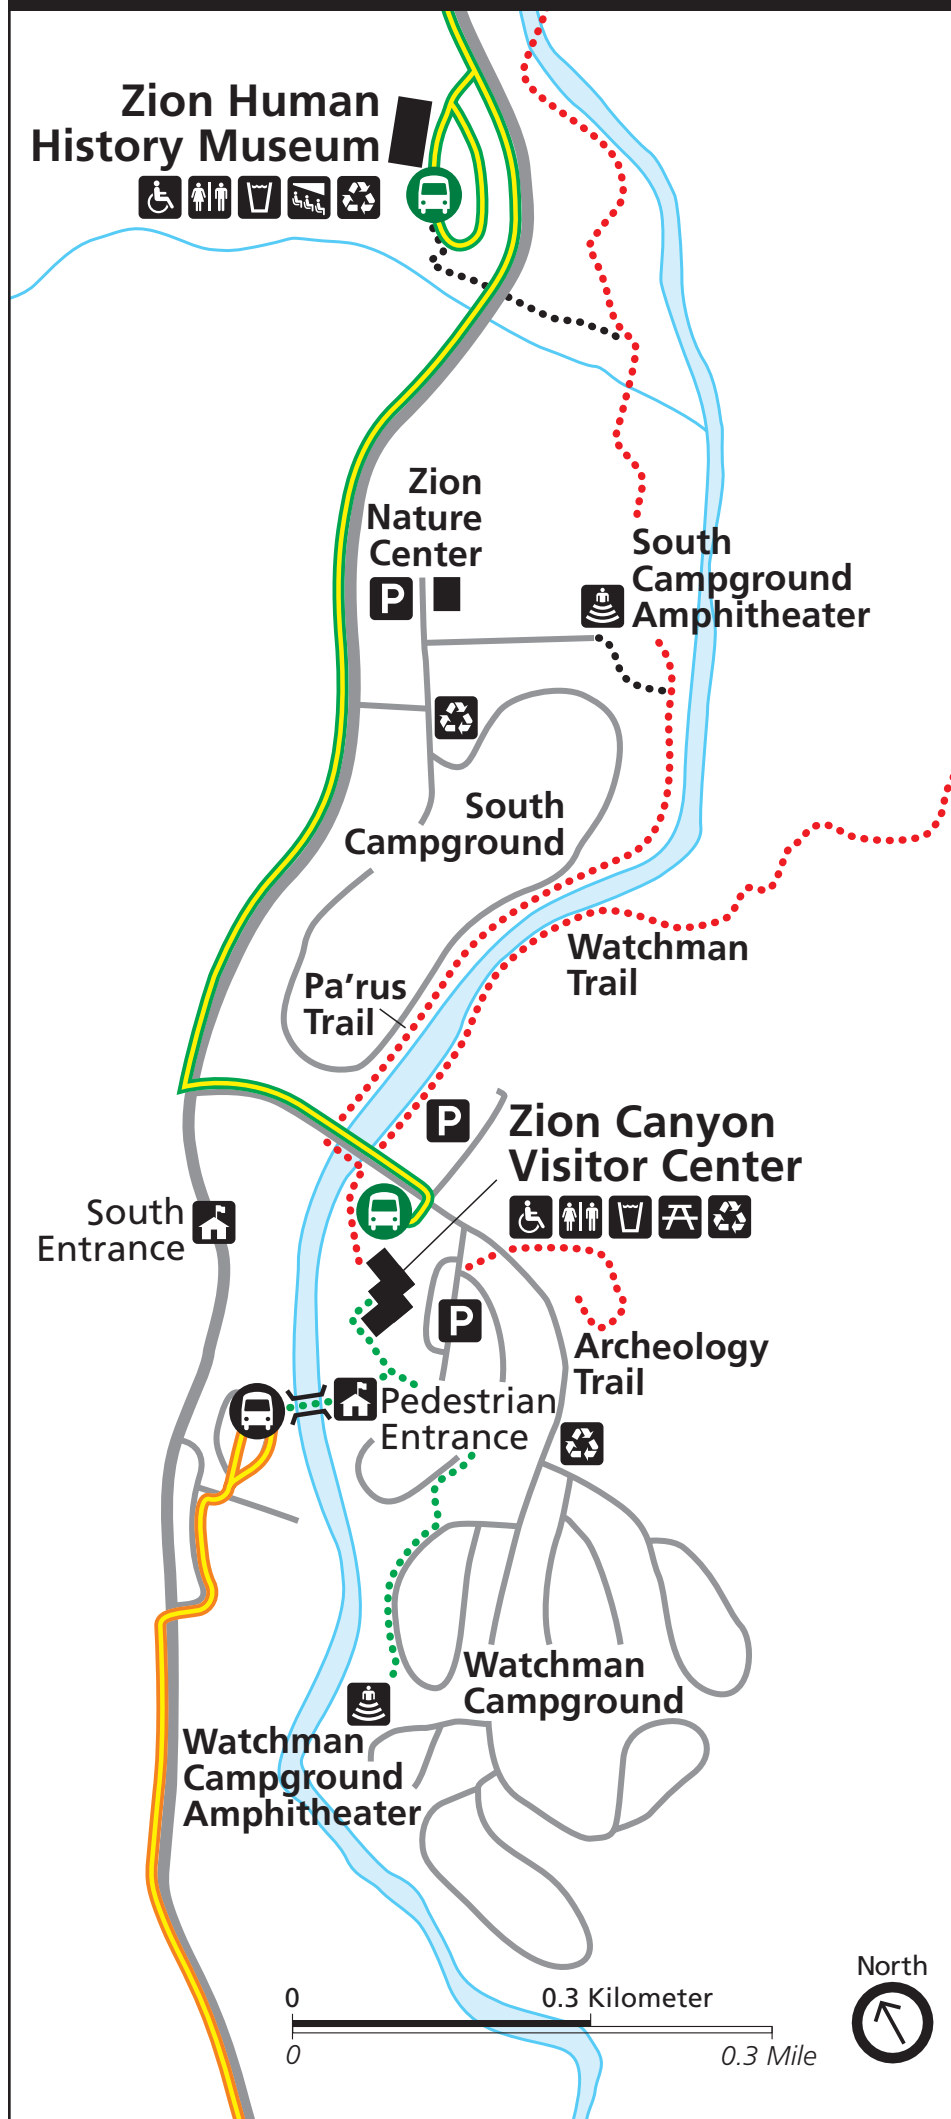 Zion Human
History Museum
Zion
Nature
Center
P
South
Campground
Amphitheater
South
Campground
Watchman
Trail
Pa’rus
Trail
P
Zion Canyon
Visitor Center
South
Entrance
P
Archeology
Trail
Pedestrian
Entrance
Watchman
Campground
Watchman
Campground
Amphitheater
North
0
0.3 Kilometer
0
0.3 Mile